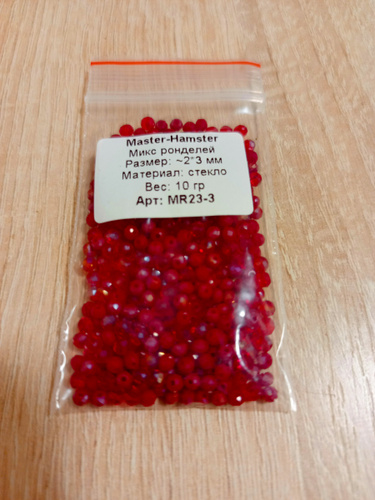 Master-Hamster
Микс ронделей
Размер: ~2*3 мм
Материал: стекло
Вес: 10 гр
Арт: MR23-3